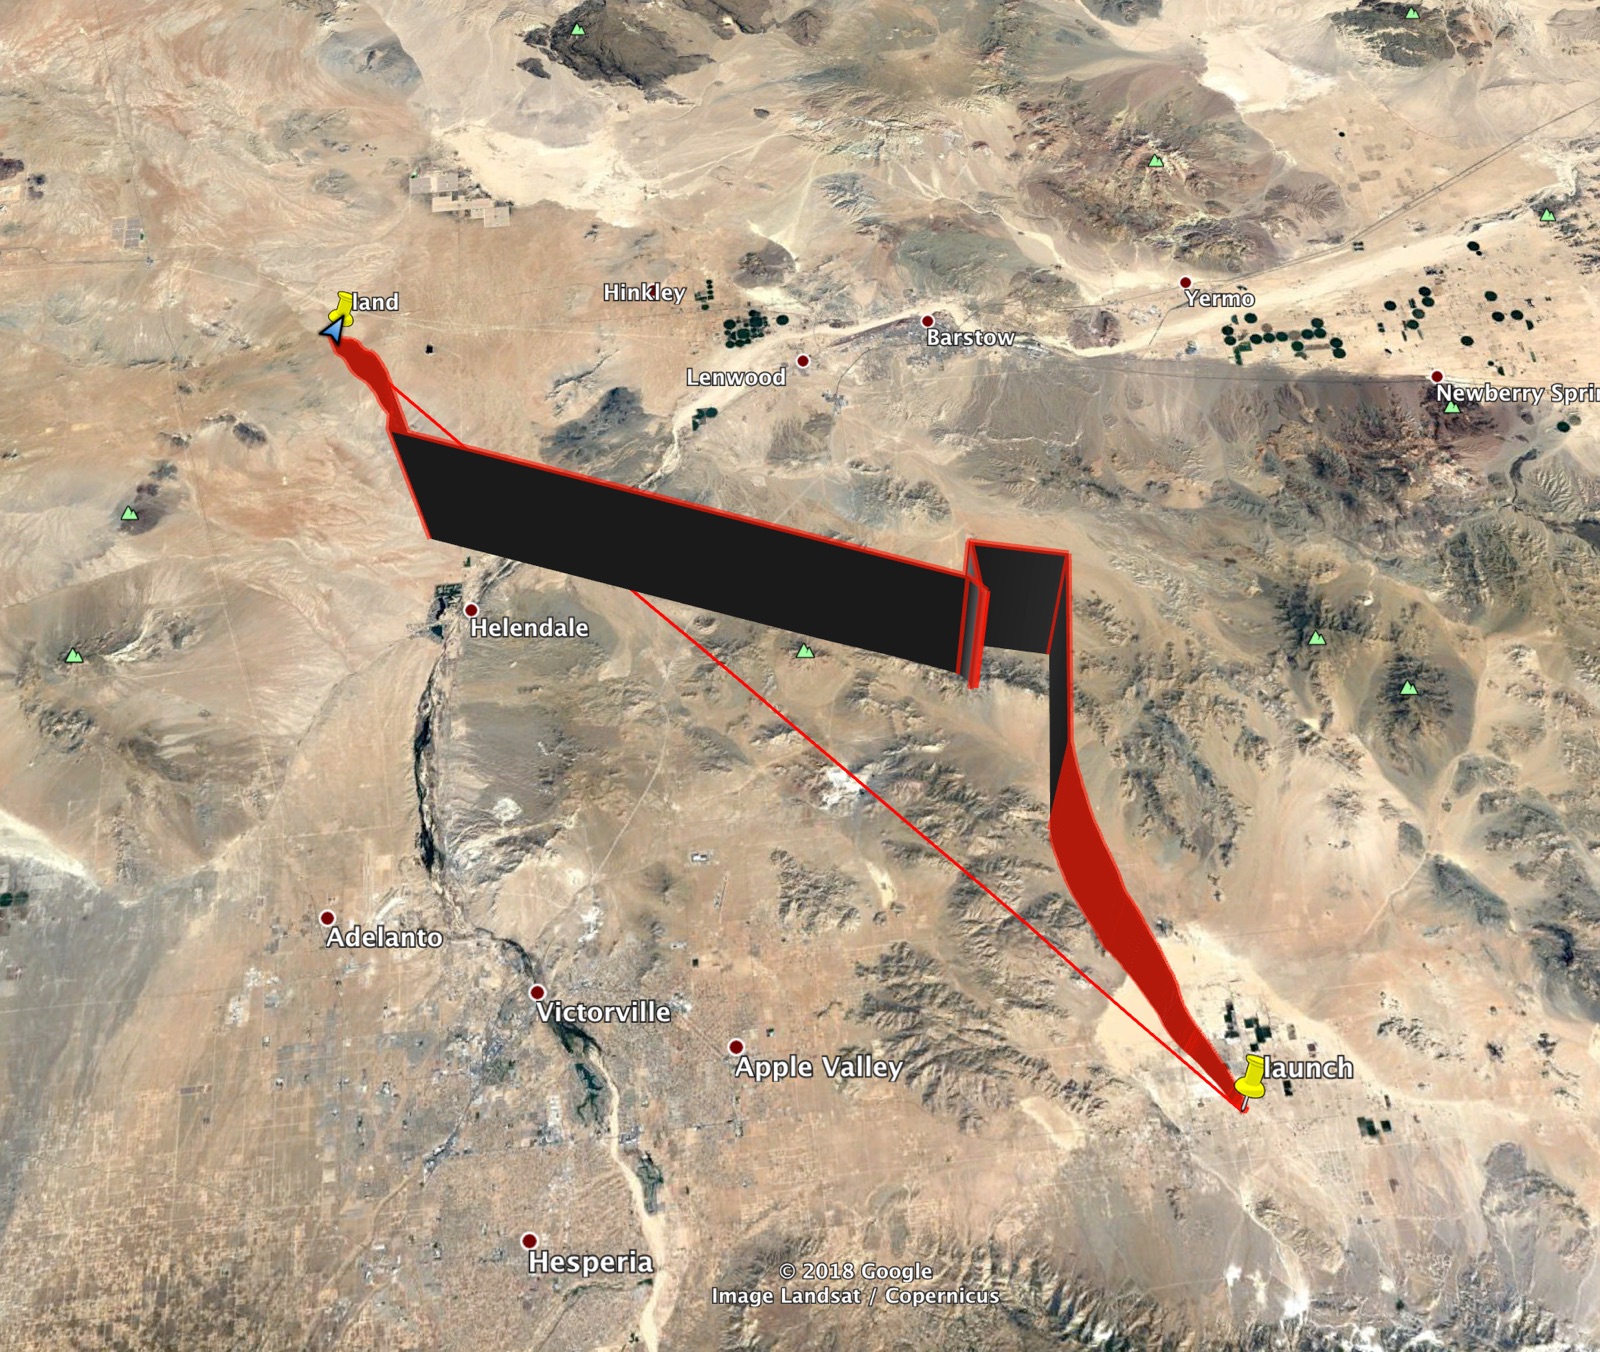 land
Hinkley
Yermo
Barstow
Lenwood
Newberry Sprin
Helendale
Adelanto
Victorville
Apple Valley
launch
Hesperia
© 2018 Google
Image Landsat / Copernicus